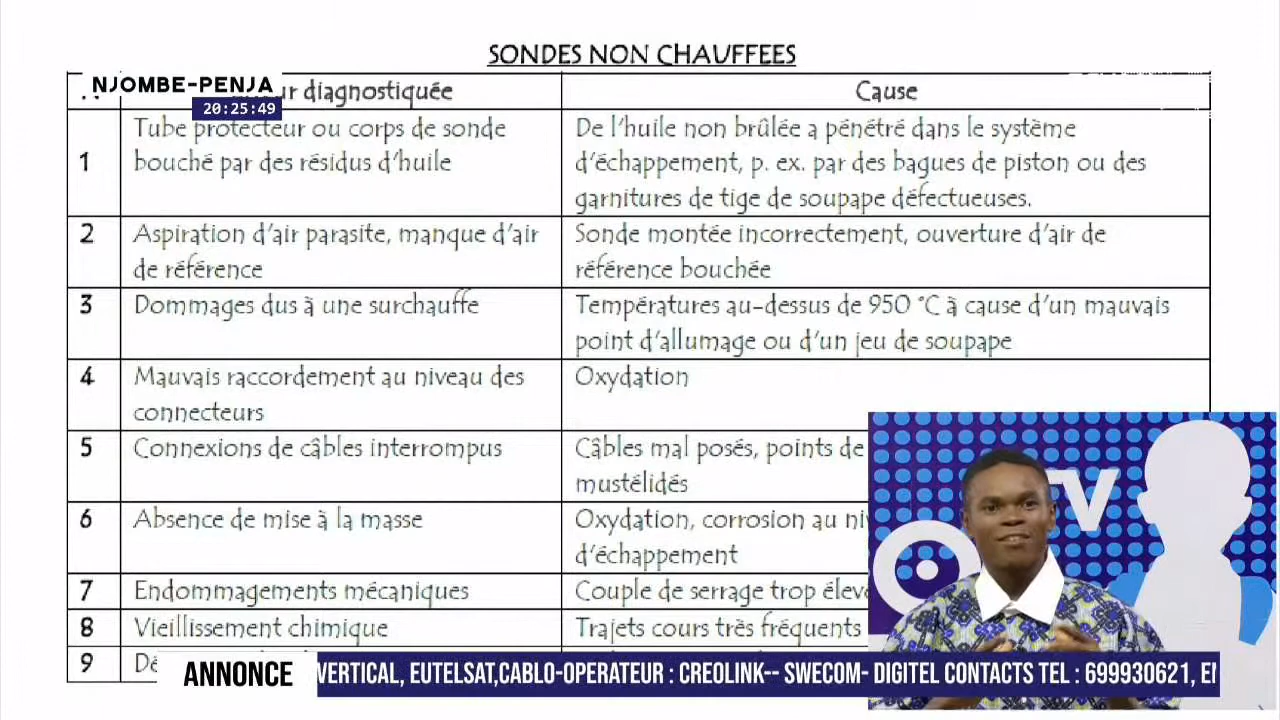 SONDES NON CHAUFFEES
NJOMBE-PENJA
20:25:49
diagnostiquée
Cause
1
Tube protecteur ou corps de sonde
bouché par des résidus d'huile
De l'huile non brûlée a pénétré dans le système
d'échappement, p. ex. par des bagues de piston ou des
garnitures de tige de soupape défectueuses.
2
Aspiration d'air parasite, manque d'air
de référence
Sonde montée incorrectement, ouverture d'air de
référence bouchée
3
Dommages dus à une surchauffe
Températures au-dessus de 950 °C à cause d'un mauvais
point d'allumage ou d'un jeu de soupape
4
Mauvais raccordement au niveau des
connecteurs
Oxydation
5
Connexions de câbles interrompus
Câbles mal posés, points de
mustélidés
6
Absence de mise à la masse
Oxydation, corrosion au
d'échappement
7
Endommagements mécaniques
Couple de serrage trop
8
Vieillissement chimique
Trajets cours très fréquents
9
TV
ANNONCE
VERTICAL, EUTELSAT,CABLO-OPERATEUR : CREOLINK-- SWECOM- DIGITEL CONTACTS TEL : 699930621,